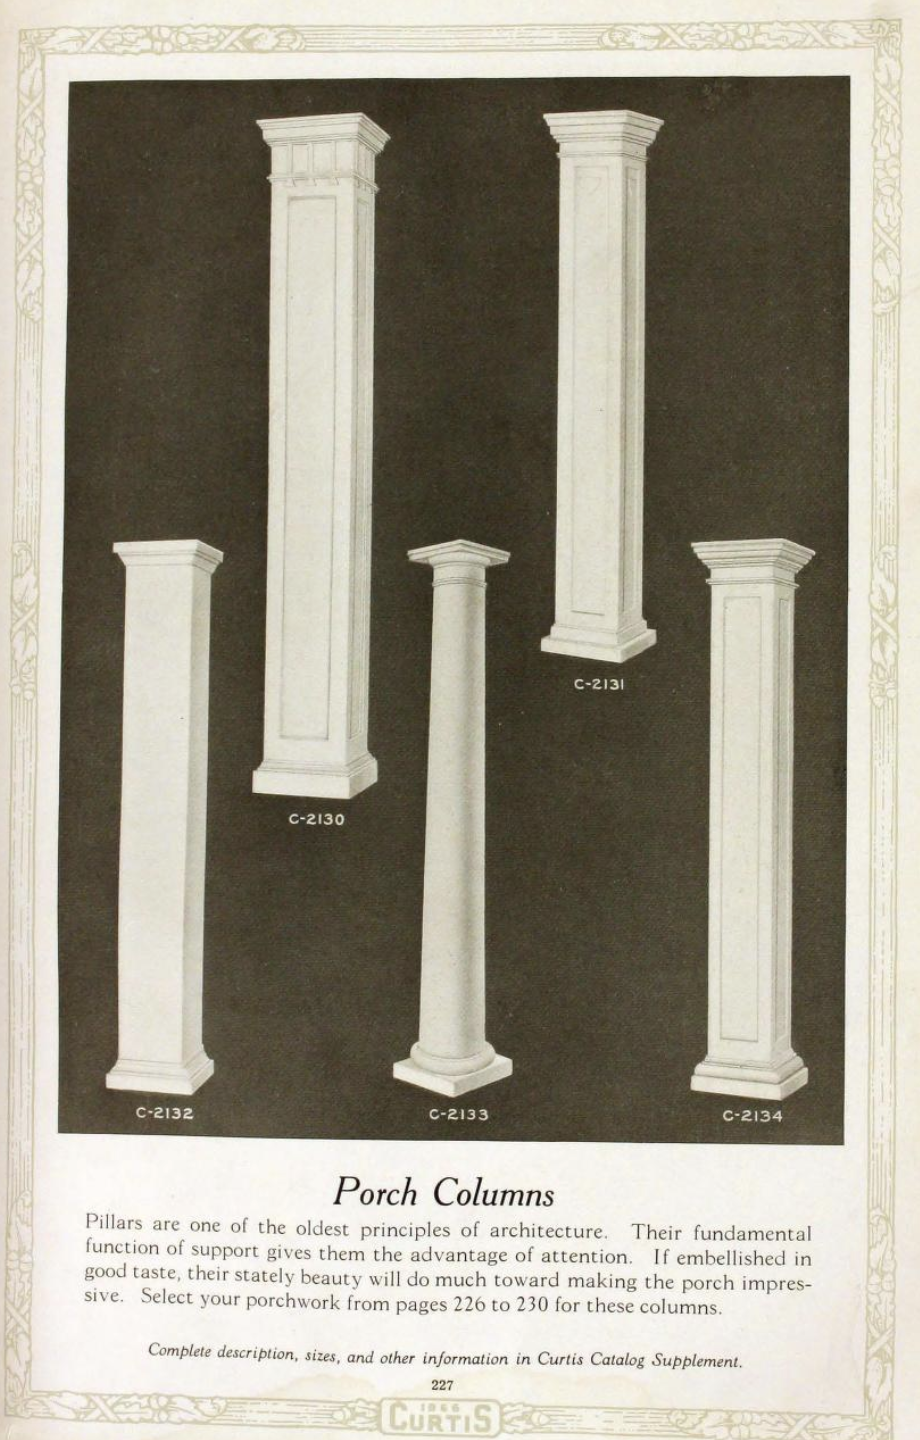 C-2131
C-2130
C-2132
C-2133
C-2134
Porch Columns
Pillars are one of the oldest principles of architecture. Their fundamental
function of support gives them the advantage of attention. If embellished in
good taste, their stately beauty will do much toward making the porch impres-
sive. Select your porchwork from pages 226 to 230 for these columns.
Complete description, sizes, and other information in Curtis Catalog Supplement.
227
1866
CURTIS